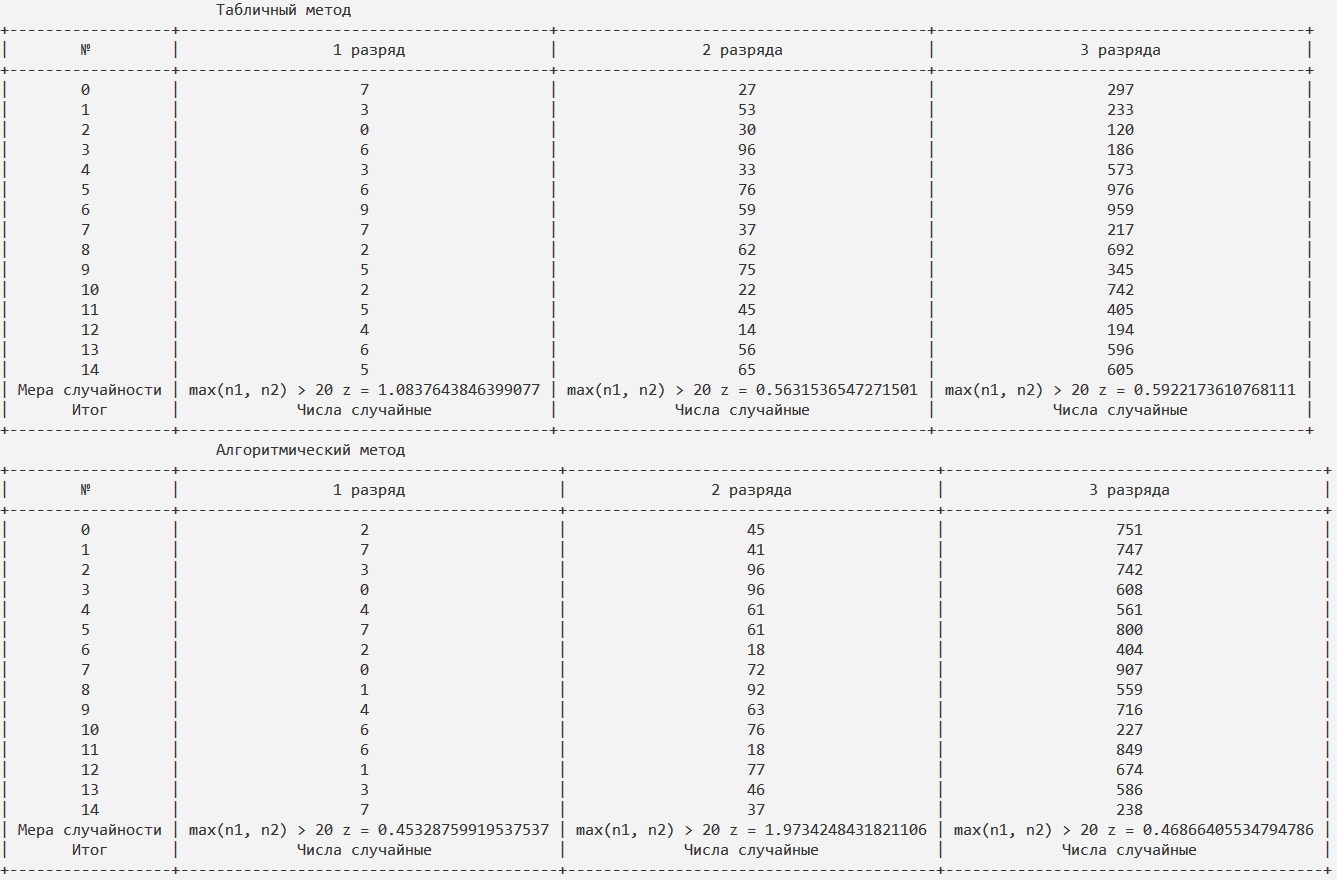 Табличный метод
+------------------+-----------------------------------------+-----------------------------------------+-----------------------------------------+
| № | 1 разряд | 2 разряда | 3 разряда |
+------------------+-----------------------------------------+-----------------------------------------+-----------------------------------------+
| 0 | 7 | 27 | 297 |
| 1 | 3 | 53 | 233 |
| 2 | 0 | 30 | 120 |
| 3 | 6 | 96 | 186 |
| 4 | 3 | 33 | 573 |
| 5 | 6 | 76 | 976 |
| 6 | 9 | 59 | 959 |
| 7 | 7 | 37 | 217 |
| 8 | 2 | 62 | 692 |
| 9 | 5 | 75 | 345 |
| 10 | 2 | 22 | 742 |
| 11 | 5 | 45 | 405 |
| 12 | 4 | 14 | 194 |
| 13 | 6 | 56 | 596 |
| 14 | 5 | 65 | 605 |
| Мера случайности | max(n1, n2) > 20 z = 1.0837643846399077 | max(n1, n2) > 20 z = 0.5631536547271501 | max(n1, n2) > 20 z = 0.5922173610768111 |
| Итог | Числа случайные | Числа случайные | Числа случайные |
+------------------+-----------------------------------------+-----------------------------------------+-----------------------------------------+
Алгоритмический метод
+------------------+------------------------------------------+-----------------------------------------+------------------------------------------+
| № | 1 разряд | 2 разряда | 3 разряда |
+------------------+------------------------------------------+-----------------------------------------+------------------------------------------+
| 0 | 2 | 45 | 751 |
| 1 | 7 | 41 | 747 |
| 2 | 3 | 96 | 742 |
| 3 | 0 | 96 | 608 |
| 4 | 4 | 61 | 561 |
| 5 | 7 | 61 | 800 |
| 6 | 2 | 18 | 404 |
| 7 | 0 | 72 | 907 |
| 8 | 1 | 92 | 559 |
| 9 | 4 | 63 | 716 |
| 10 | 6 | 76 | 227 |
| 11 | 6 | 18 | 849 |
| 12 | 1 | 77 | 674 |
| 13 | 3 | 46 | 586 |
| 14 | 7 | 37 | 238 |
| Мера случайности | max(n1, n2) > 20 z = 0.45328759919537537 | max(n1, n2) > 20 z = 1.9734248431821106 | max(n1, n2) > 20 z = 0.46866405534794786 |
| Итог | Числа случайные | Числа случайные | Числа случайные |
+------------------+------------------------------------------+-----------------------------------------+------------------------------------------+